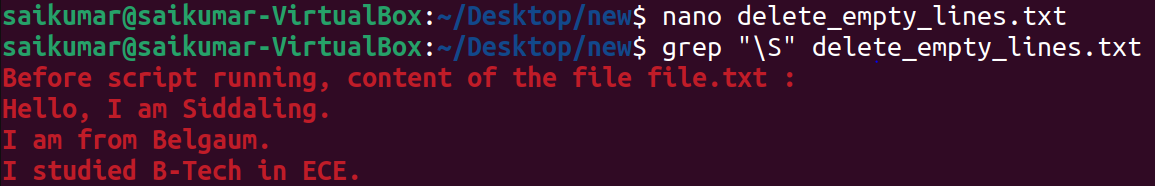 saikumar@saikumar-VirtualBox:~/Desktop/new$ nano delete_empty_lines.txt
saikumar@saikumar-VirtualBox:~/Desktop/new$ grep "\S" delete_empty_lines.txt
Before script running, content of the file file.txt :
Hello, I am Siddaling.
I am from Belgaum.
I studied B-Tech in ECE.